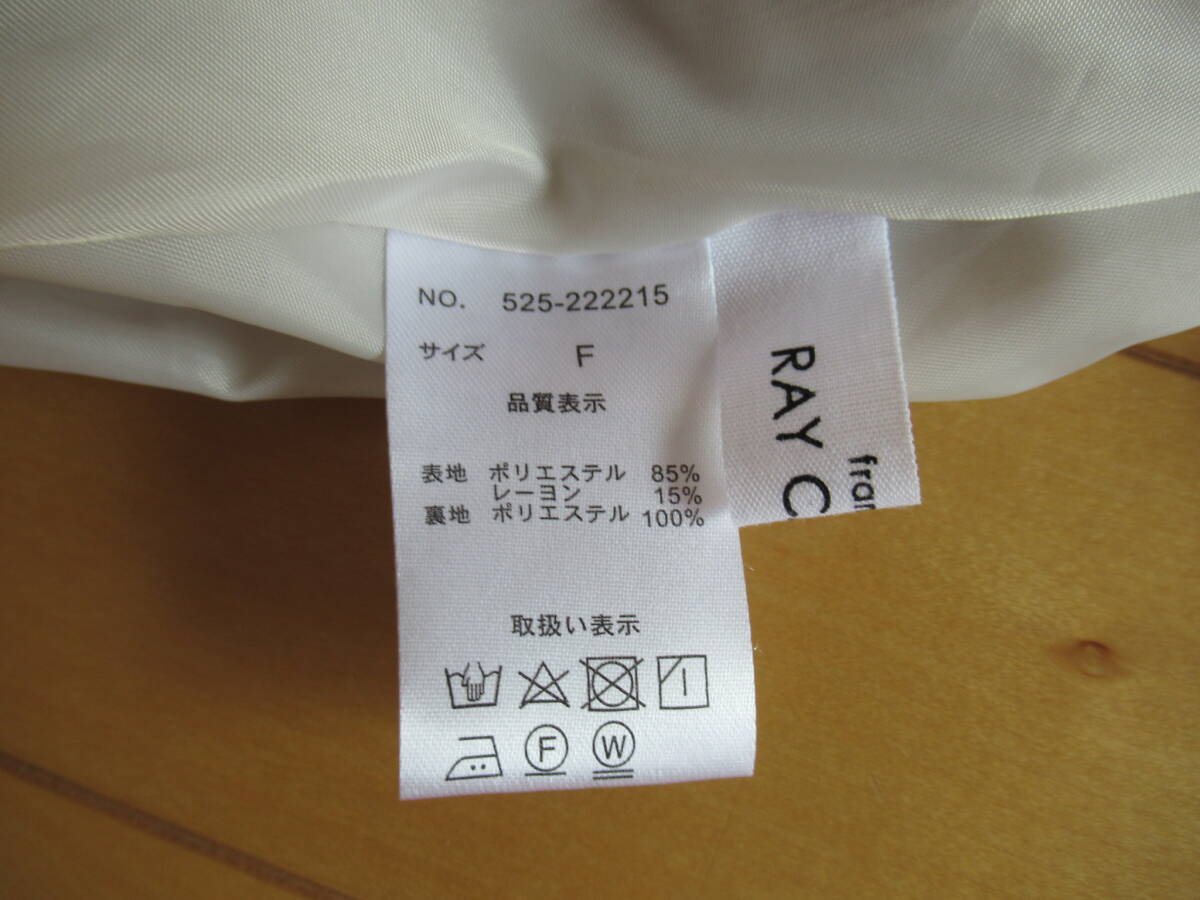 NO. 525-222215
サイズ F
品質表示
表地 ポリエステル 85%
レーヨン 15%
裏地 ポリエステル 100%
取扱い表示
F W
RAY C
fran